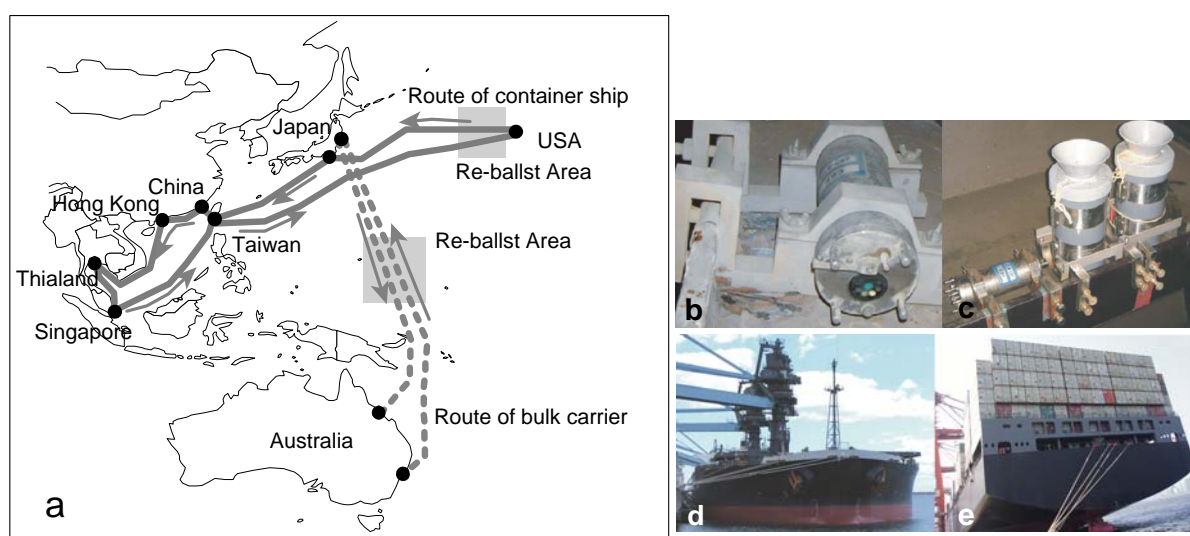 Route of container ship
Japan
USA
Re-ballst Area
China
Hong Kong
Taiwan
Re-ballst Area
Thialand
Singapore
Route of bulk carrier
Australia
a
b
c
d
e